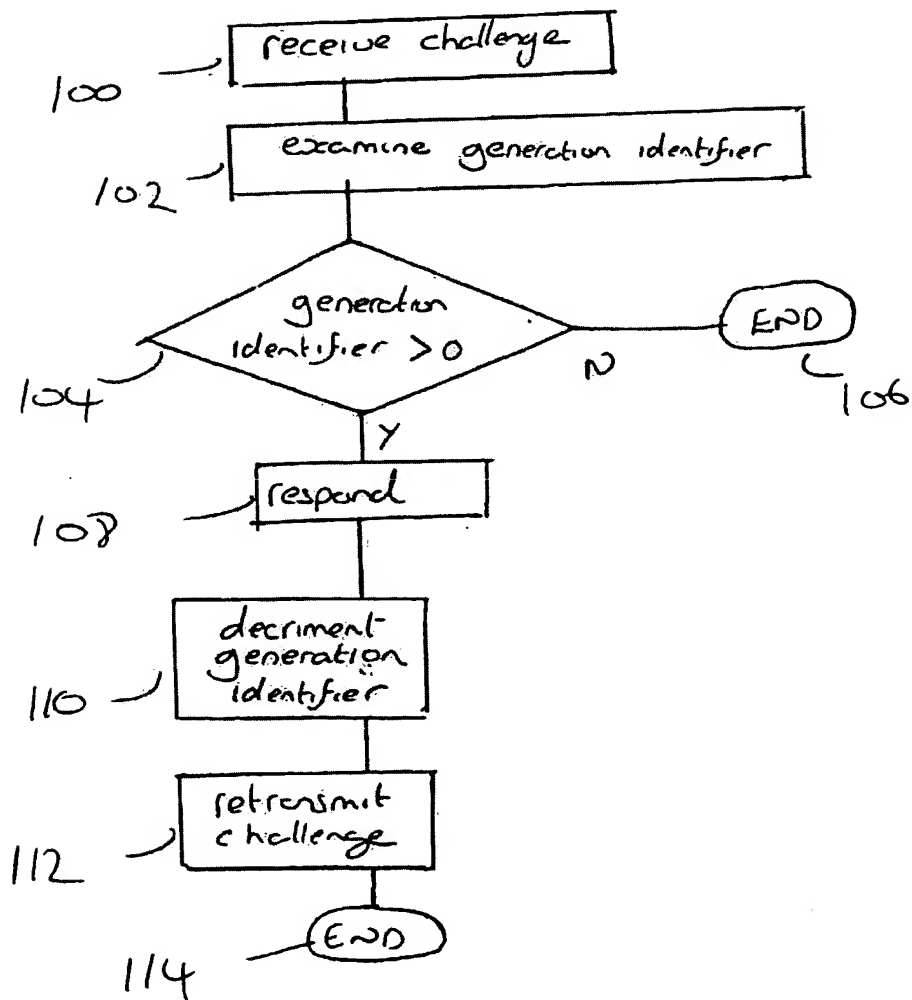 receive challenge
100
examine generation identifier
102
generation
identifier > 0
END
N
104
106
Y
respond
108
decriment
generation
identifier
110
retransmit
challenge
112
END
114